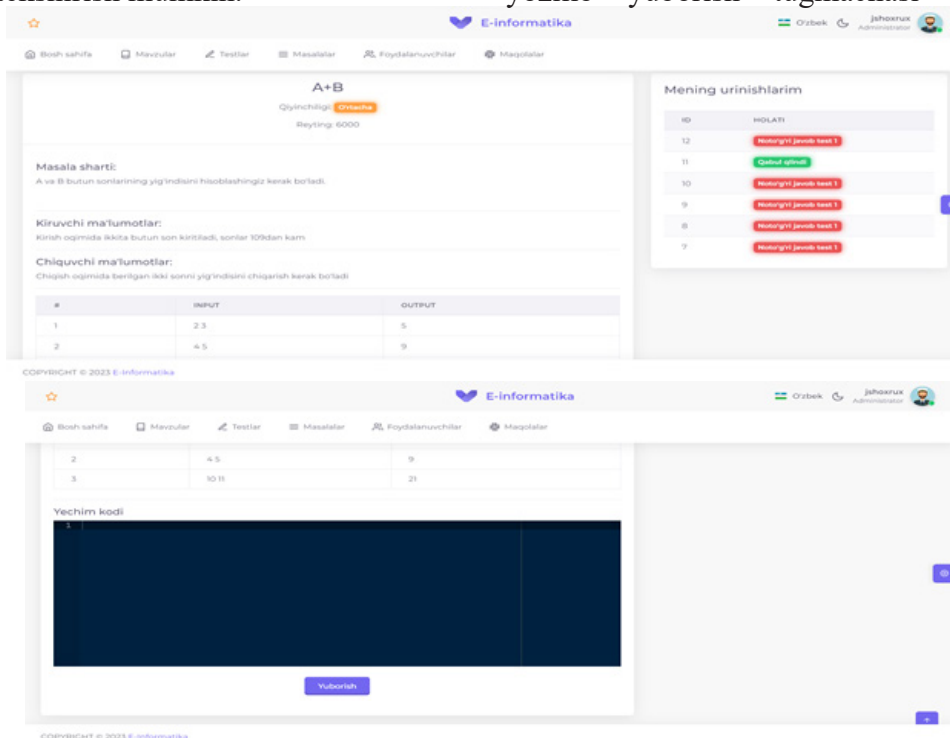 yozilib yuborish tugmachasi
E-informatika
O'zbek
jshoxrux
Administrator
Bosh sahifa Mavzular Testlar Masalalar Foydalanuvchilar Maqolalar
A+B
Qiyinchiligi: O'rtacha
Reyting: 6000
Masala sharti:
A va B butun sonlarining yig'indisini hisoblashingiz kerak bo'ladi.
Kiruvchi ma'lumotlar:
Kirish oqimida ikkita butun son kiritiladi, sonlar 109dan kam
Chiquvchi ma'lumotlar:
Chiqish oqimida berilgan ikki sonni yig'indisini chiqarish kerak bo'ladi
# INPUT OUTPUT
1 2 3 5
2 4 5 9
Mening urinishlarim
ID HOLATI
12 Noto'g'ri javob test 1
11 Qabul qilindi
10 Noto'g'ri javob test 1
9 Noto'g'ri javob test 1
8 Noto'g'ri javob test 1
7 Noto'g'ri javob test 1
COPYRIGHT © 2023 E-informatika
E-informatika
O'zbek
jshoxrux
Administrator
Bosh sahifa Mavzular Testlar Masalalar Foydalanuvchilar Maqolalar
2 4 5 9
3 10 11 21
Yechim kodi
1
Yuborish
COPYRIGHT © 2023 E-informatika